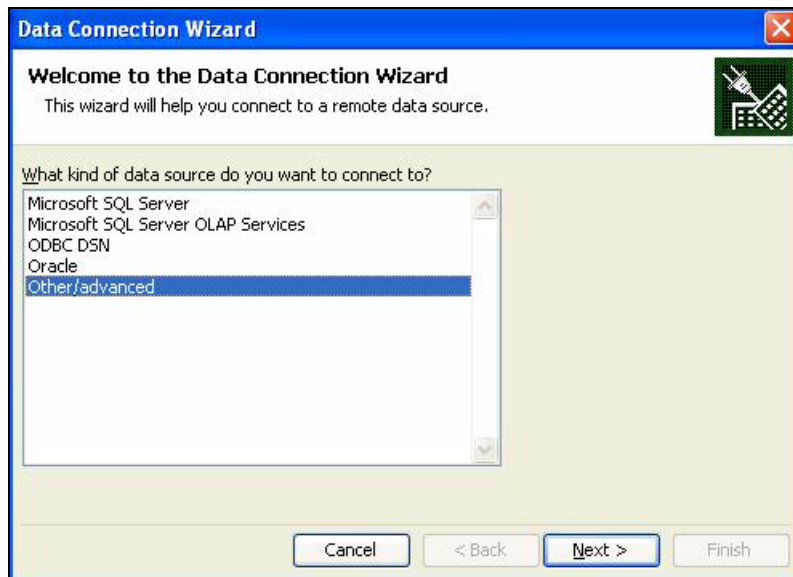 Data Connection Wizard
Welcome to the Data Connection Wizard
This wizard will help you connect to a remote data source.
What kind of data source do you want to connect to?
Microsoft SQL Server
Microsoft SQL Server OLAP Services
ODBC DSN
Oracle
Other/advanced
Cancel < Back Next > Finish